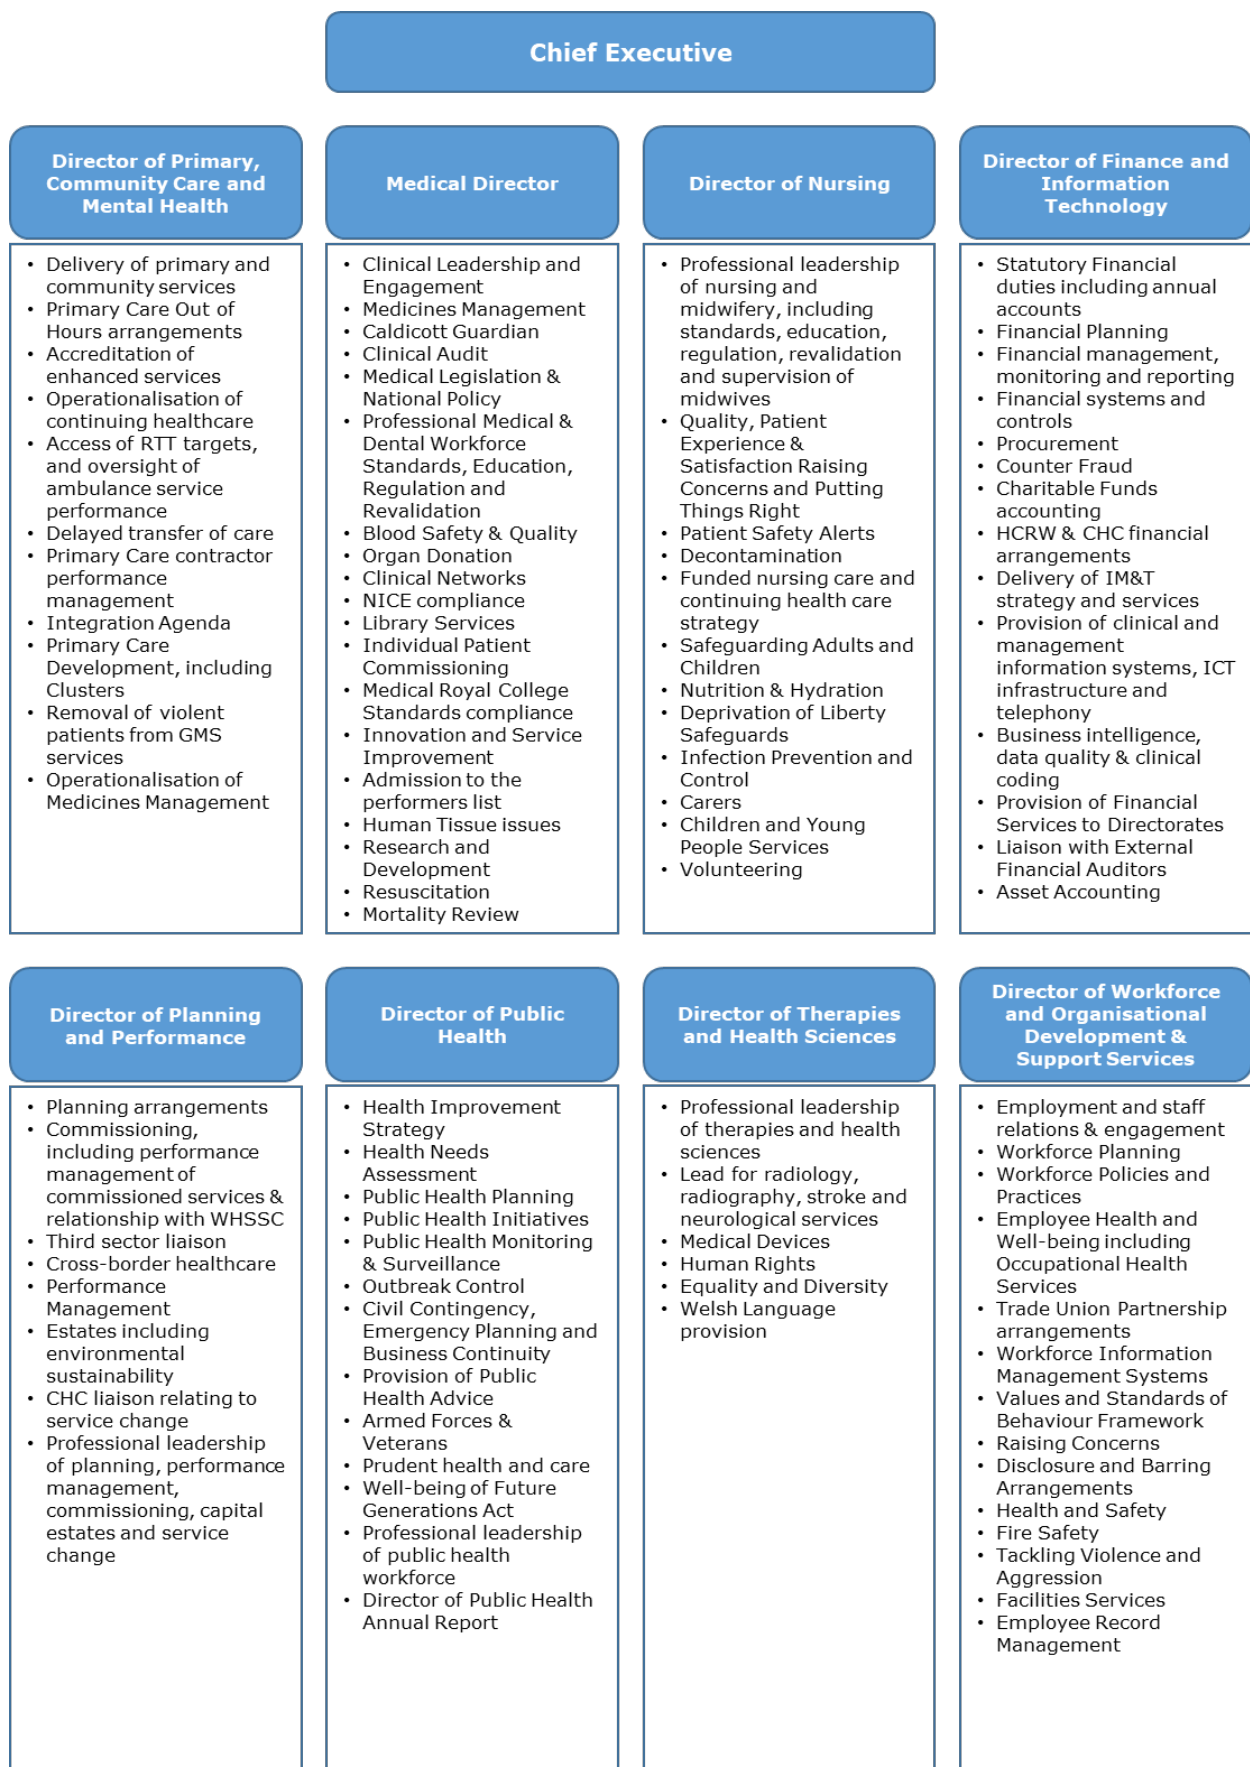 Chief Executive
Director of Primary,
Community Care and
Mental Health
• Delivery of primary and
community services
• Primary Care Out of
Hours arrangements
• Accreditation of
enhanced services
• Operationalisation of
continuing healthcare
• Access of RTT targets,
and oversight of
ambulance service
performance
• Delayed transfer of care
• Primary Care contractor
performance
management
• Integration Agenda
• Primary Care
Development, including
Clusters
• Removal of violent
patients from GMS
services
• Operationalisation of
Medicines Management
Medical Director
• Clinical Leadership and
Engagement
• Medicines Management
• Caldicott Guardian
• Clinical Audit
• Medical Legislation &
National Policy
• Professional Medical &
Dental Workforce
Standards, Education,
Regulation and
Revalidation
• Blood Safety & Quality
• Organ Donation
• Clinical Networks
• NICE compliance
• Library Services
• Individual Patient
Commissioning
• Medical Royal College
Standards compliance
• Innovation and Service
Improvement
• Admission to the
performers list
• Human Tissue issues
• Research and
Development
• Resuscitation
• Mortality Review
Director of Nursing
• Professional leadership
of nursing and
midwifery, including
standards, education,
regulation, revalidation
and supervision of
midwives
• Quality, Patient
Experience &
Satisfaction Raising
Concerns and Putting
Things Right
• Patient Safety Alerts
• Decontamination
• Funded nursing care and
continuing health care
strategy
• Safeguarding Adults and
Children
• Nutrition & Hydration
• Deprivation of Liberty
Safeguards
• Infection Prevention and
Control
• Carers
• Children and Young
People Services
• Volunteering
Director of Finance and
Information
Technology
• Statutory Financial
duties including annual
accounts
• Financial Planning
• Financial management,
monitoring and reporting
• Financial systems and
controls
• Procurement
• Counter Fraud
• Charitable Funds
accounting
• HCRW & CHC financial
arrangements
• Delivery of IM&T
strategy and services
• Provision of clinical and
management
information systems, ICT
infrastructure and
telephony
• Business intelligence,
data quality & clinical
coding
• Provision of Financial
Services to Directorates
• Liaison with External
Financial Auditors
• Asset Accounting
Director of Planning
and Performance
• Planning arrangements
• Commissioning,
including performance
management of
commissioned services &
relationship with WHSSC
• Third sector liaison
• Cross-border healthcare
• Performance
Management
• Estates including
environmental
sustainability
• CHC liaison relating to
service change
• Professional leadership
of planning, performance
management,
commissioning, capital
estates and service
change
Director of Public
Health
• Health Improvement
Strategy
• Health Needs
Assessment
• Public Health Planning
• Public Health Initiatives
• Public Health Monitoring
& Surveillance
• Outbreak Control
• Civil Contingency,
Emergency Planning and
Business Continuity
• Provision of Public
Health Advice
• Armed Forces &
Veterans
• Prudent health and care
• Well-being of Future
Generations Act
• Professional leadership
of public health
workforce
• Director of Public Health
Annual Report
Director of Therapies
and Health Sciences
• Professional leadership
of therapies and health
sciences
• Lead for radiology,
radiography, stroke and
neurological services
• Medical Devices
• Human Rights
• Equality and Diversity
• Welsh Language
provision
Director of Workforce
and Organisational
Development &
Support Services
• Employment and staff
relations & engagement
• Workforce Planning
• Workforce Policies and
Practices
• Employee Health and
Well-being including
Occupational Health
Services
• Trade Union Partnership
arrangements
• Workforce Information
Management Systems
• Values and Standards of
Behaviour Framework
• Raising Concerns
• Disclosure and Barring
Arrangements
• Health and Safety
• Fire Safety
• Tackling Violence and
Aggression
• Facilities Services
• Employee Record
Management